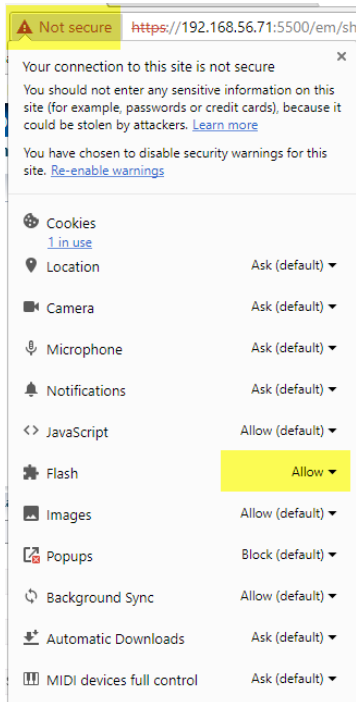 Not secure https://192.168.56.71:5500/em/sh
Your connection to this site is not secure
You should not enter any sensitive information on this
site (for example, passwords or credit cards), because it
could be stolen by attackers. Learn more
You have chosen to disable security warnings for this
site. Re-enable warnings
Cookies
1 in use
Location Ask (default)
Camera Ask (default)
Microphone Ask (default)
Notifications Ask (default)
JavaScript Allow (default)
Flash Allow
Images Allow (default)
Popups Block (default)
Background Sync Allow (default)
Automatic Downloads Ask (default)
MIDI devices full control Ask (default)